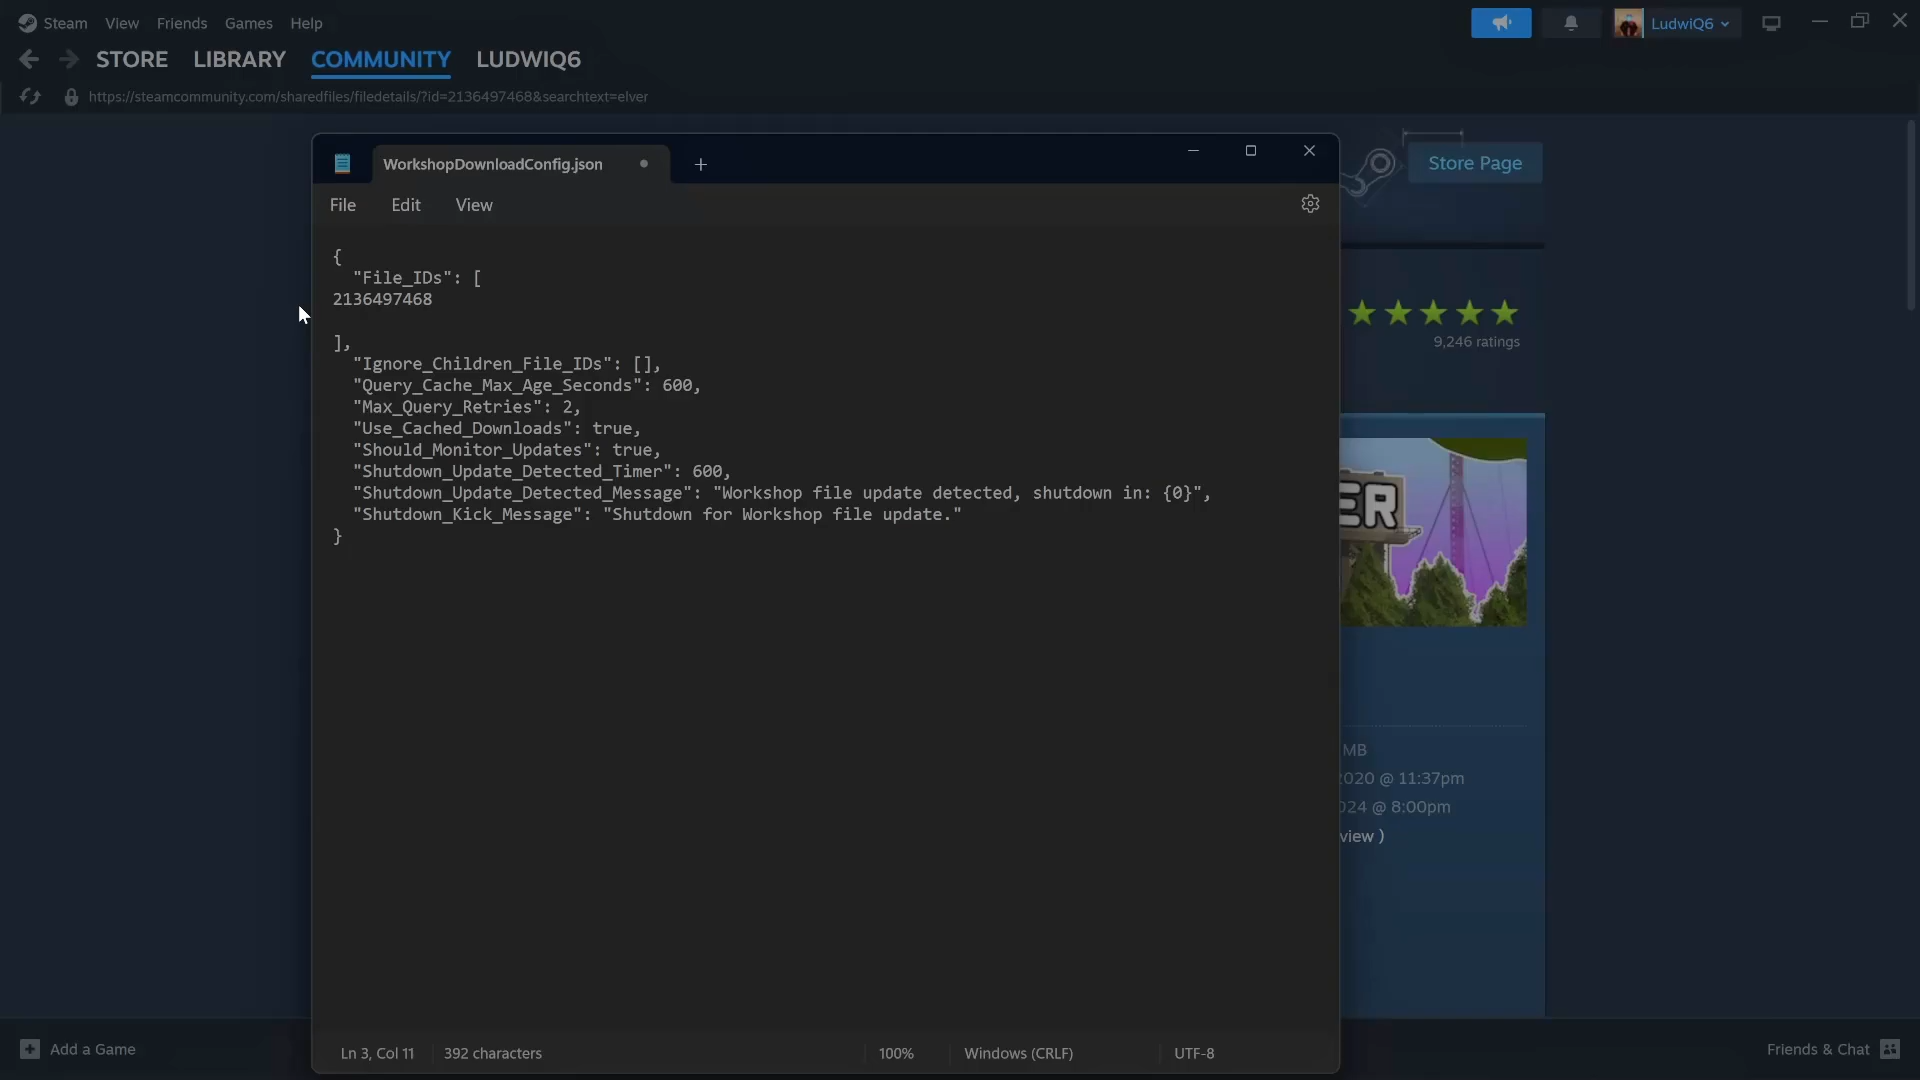 Steam View Friends Games Help
LudwiQ6
STORE LIBRARY COMMUNITY LUDWIQ6
https://steamcommunity.com/sharedfiles/filedetails/?id=2136497468&searchtext=elver
WorkshopDownloadConfig.json
Store Page
File Edit View
{
"File_IDs": [
2136497468
],
"Ignore_Children_File_IDs": [],
"Query_Cache_Max_Age_Seconds": 600,
"Max_Query_Retries": 2,
"Use_Cached_Downloads": true,
"Should_Monitor_Updates": true,
"Shutdown_Update_Detected_Timer": 600,
"Shutdown_Update_Detected_Message": "Workshop file update detected, shutdown in: {0}",
"Shutdown_Kick_Message": "Shutdown for Workshop file update."
}
9,246 ratings
ER
MB
2020 @ 11:37pm
024 @ 8:00pm
view )
Ln 3, Col 11 392 characters 100% Windows (CRLF) UTF-8
Add a Game
Friends & Chat